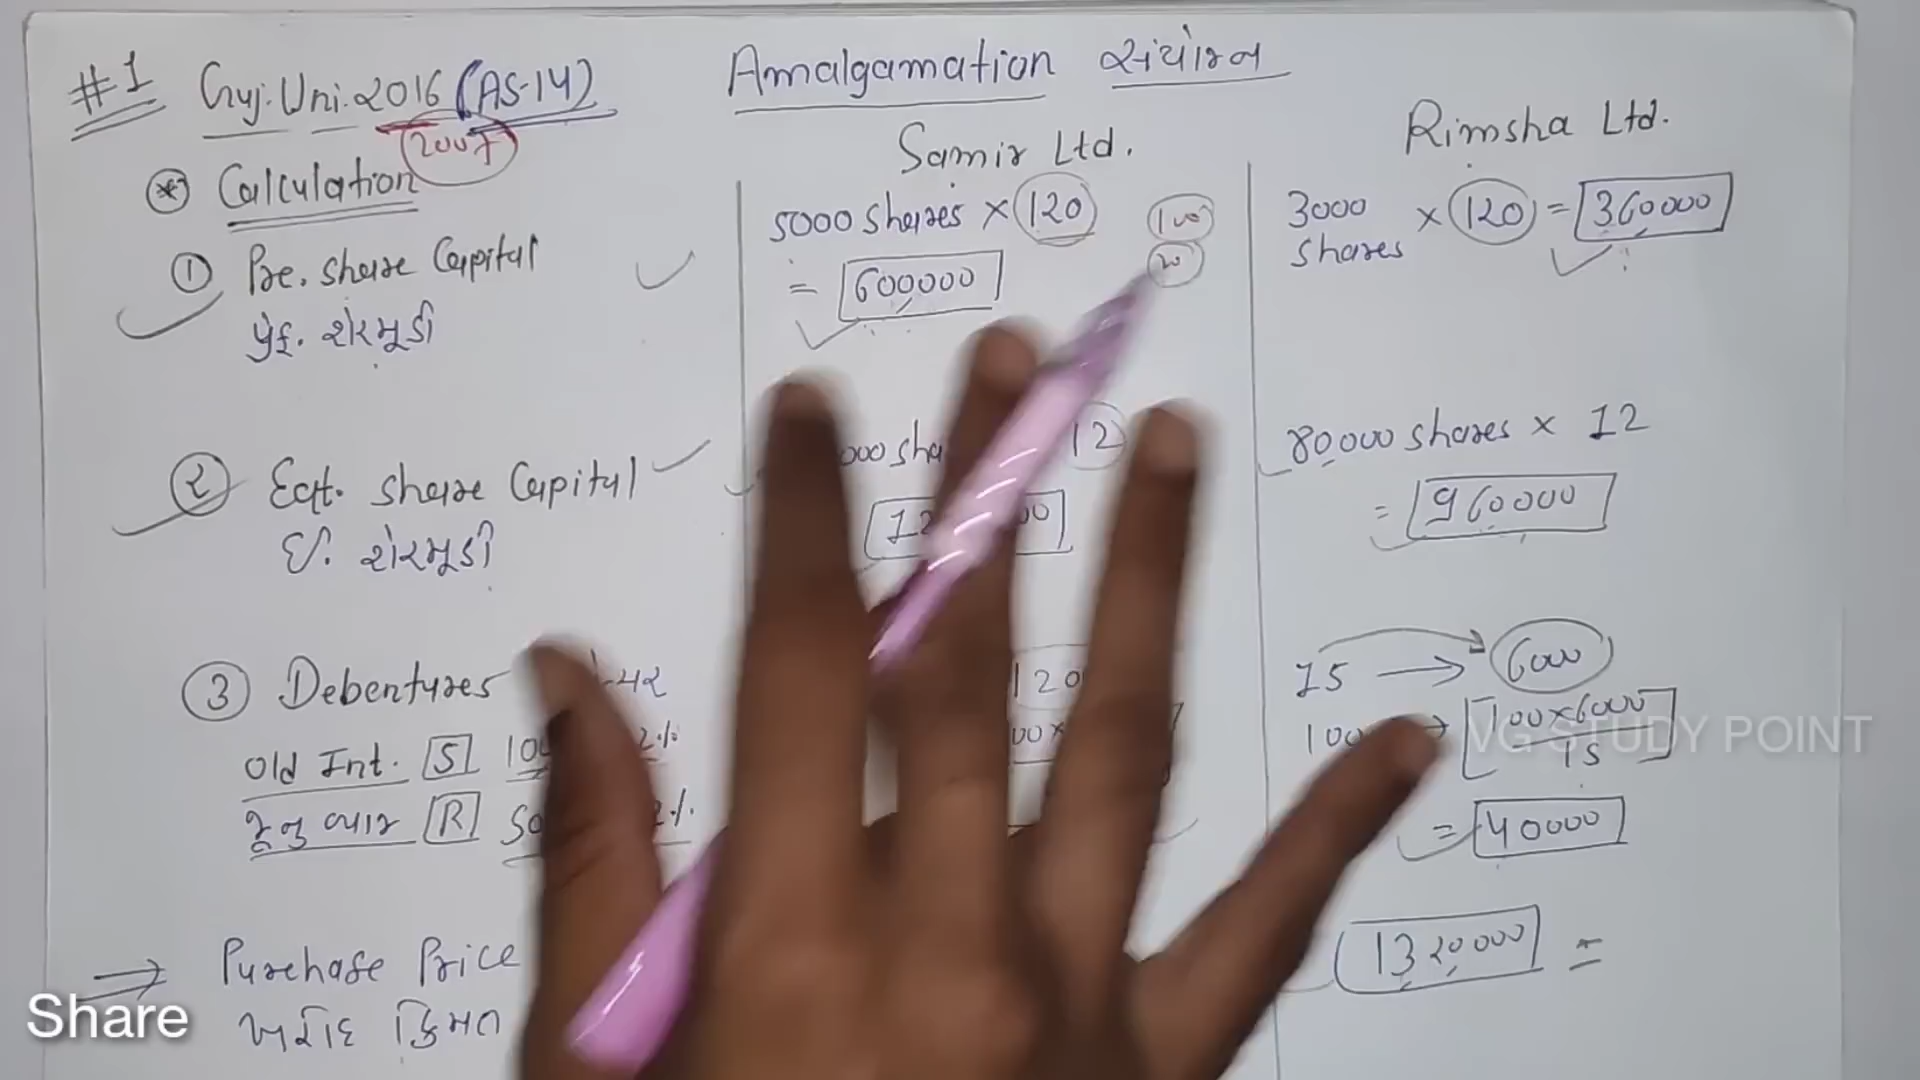 #1 Guj. Uni. 2016 (AS-14)
2007
Amalgamation સંયોજન
Samir Ltd.
Rimsha Ltd.
* Calculation
① Pre. share Capital
પ્રેફ. શેરમૂડી
5000 shares × 120
= 600000
100
20
3000 shares × 120 = 360000
② Eqt. share Capital
ઈ. શેરમૂડી
12
80000 shares × 12
= 960000
③ Debentures
Old Int. S
જૂનુ વ્યાજ R
120
15 → 6000
100 → 100×6000
15
= 40000
⇒ Purchase Price
ખરીદ કિંમત
1320000 =
VG STUDY POINT
Share